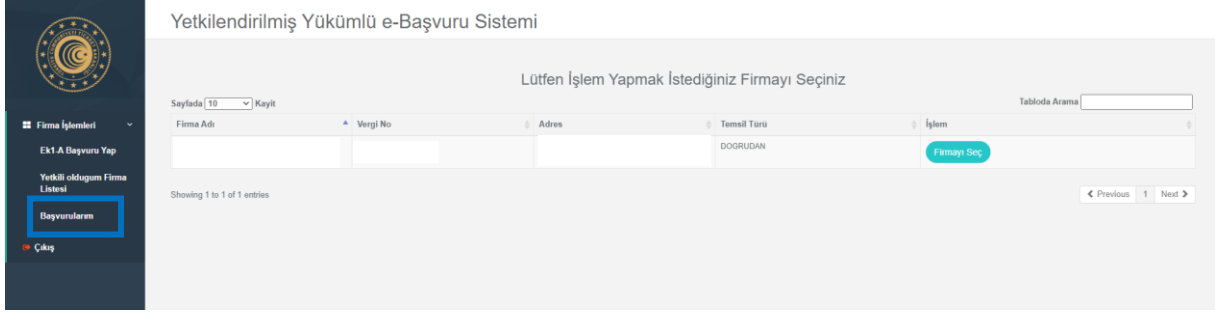 Yetkilendirilmiş Yükümlü e-Başvuru Sistemi
Lütfen İşlem Yapmak İstediğiniz Firmayı Seçiniz
Sayfada 10 Kayit
Tabloda Arama
Firma Adı Vergi No Adres Temsil Türü İşlem
DOGRUDAN Firmayı Seç
Showing 1 to 1 of 1 entries
Previous 1 Next
Firma İşlemleri
Ek1-A Başvuru Yap
Yetkili oldugum Firma
Listesi
Başvurularım
Çıkış